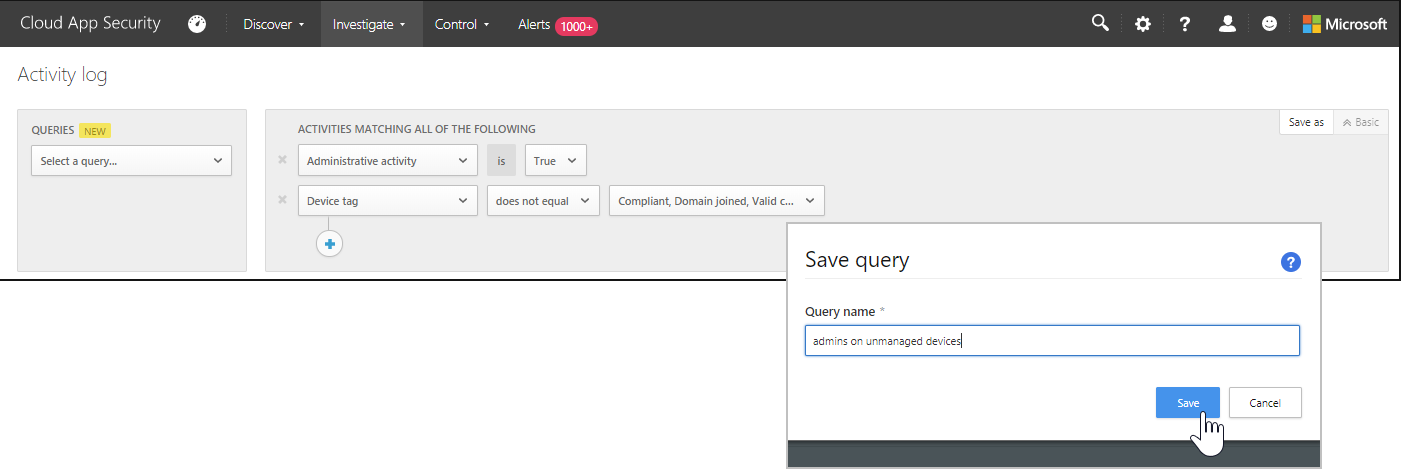 Cloud App Security Discover Investigate Control Alerts 1000+ ? Microsoft
Activity log
QUERIES NEW
Select a query...
ACTIVITIES MATCHING ALL OF THE FOLLOWING
Save as Basic
Administrative activity is True
Device tag does not equal Compliant, Domain joined, Valid c...
Save query ?
Query name *
admins on unmanaged devices
Save Cancel